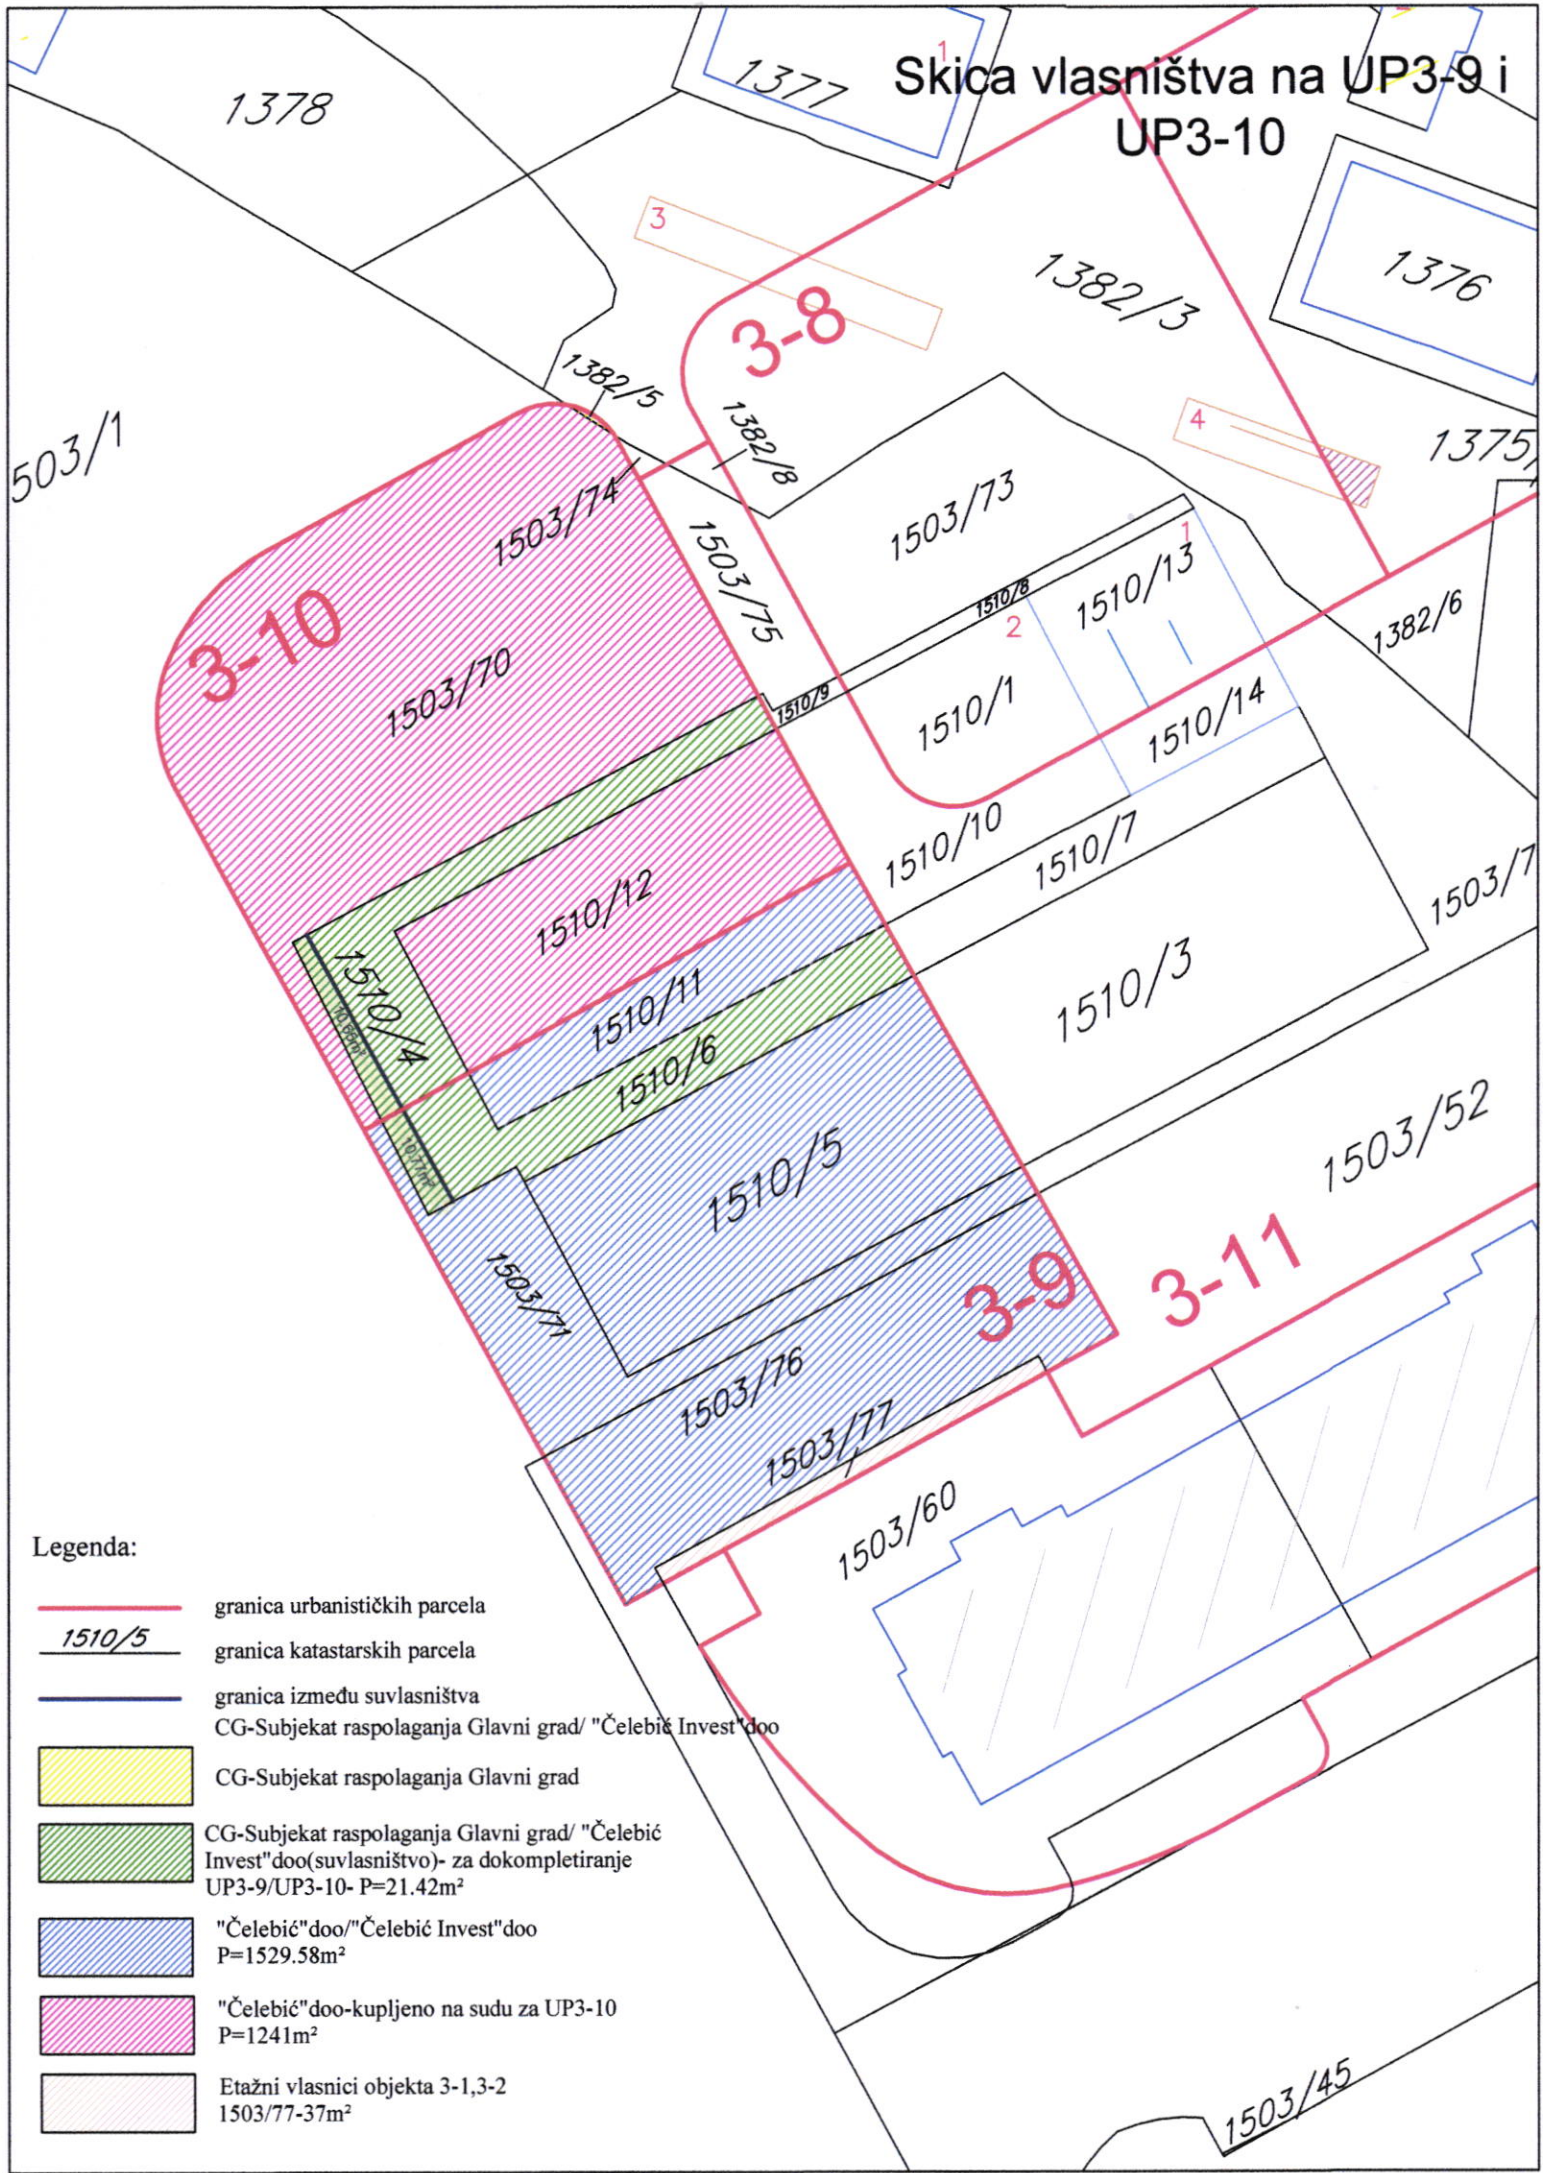 Skica vlasništva na UP3-9 i
UP3-10
1
1377
1378
3
1382/3
1376
3-8
1382/5
1382/8
4
1375/
503/1
1503/74
1503/73
1503/75
1
1510/13
1510/8
2
1382/6
3-10
1503/70
1510/9
1510/1
1510/14
1510/10
1510/7
1503/7
1510/12
1510/4
10.65m²
1510/11
1510/3
1510/6
10.77m²
1510/5
1503/52
1503/71
3-9
3-11
1503/76
1503/77
1503/60
Legenda:
granica urbanističkih parcela
1510/5
granica katastarskih parcela
granica između suvlasništva
CG-Subjekat raspolaganja Glavni grad/ "Čelebić Invest"doo
CG-Subjekat raspolaganja Glavni grad
CG-Subjekat raspolaganja Glavni grad/ "Čelebić
Invest"doo(suvlasništvo)- za dokompletiranje
UP3-9/UP3-10- P=21.42m²
"Čelebić"doo/"Čelebić Invest"doo
P=1529.58m²
"Čelebić"doo-kupljeno na sudu za UP3-10
P=1241m²
Etažni vlasnici objekta 3-1,3-2
1503/77-37m²
1503/45